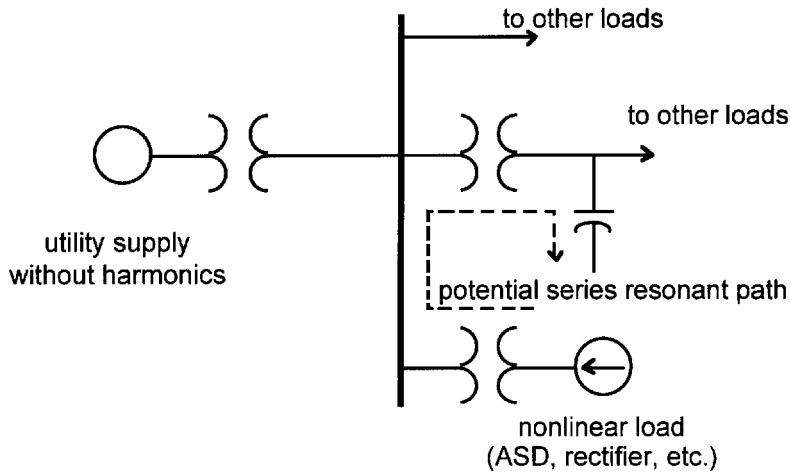 to other loads
to other loads
utility supply
without harmonics
potential series resonant path
nonlinear load
(ASD, rectifier, etc.)